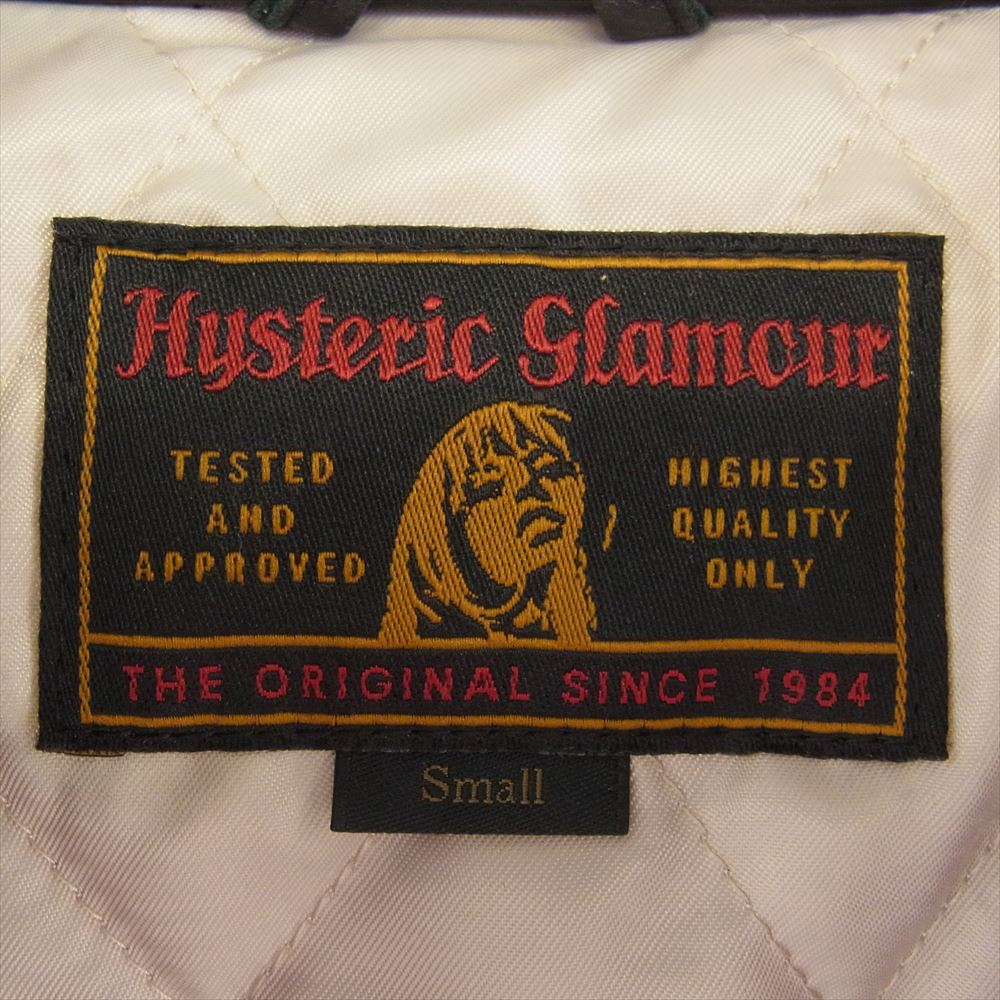 Hysteric Glamour
TESTED
AND
APPROVED
HIGHEST
QUALITY
ONLY
THE ORIGINAL SINCE 1984
Small